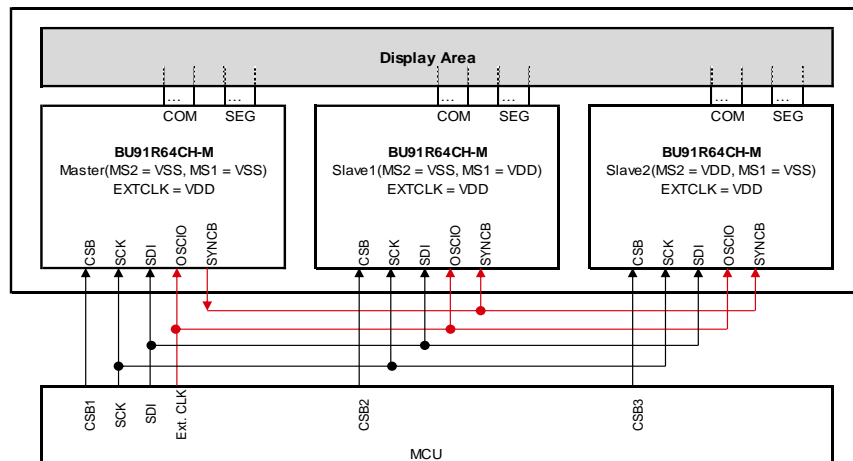 Display Area
... ... ... ... ... ...
COM SEG COM SEG COM SEG
BU91R64CH-M BU91R64CH-M BU91R64CH-M
Master(MS2 = VSS, MS1 = VSS) Slave1(MS2 = VSS, MS1 = VDD) Slave2(MS2 = VDD, MS1 = VSS)
EXTCLK = VDD EXTCLK = VDD EXTCLK = VDD
CSB SCK SDI OSCIO SYNCB CSB SCK SDI OSCIO SYNCB CSB SCK SDI OSCIO SYNCB
CSB1 SCK SDI Ext. CLK CSB2 CSB3
MCU